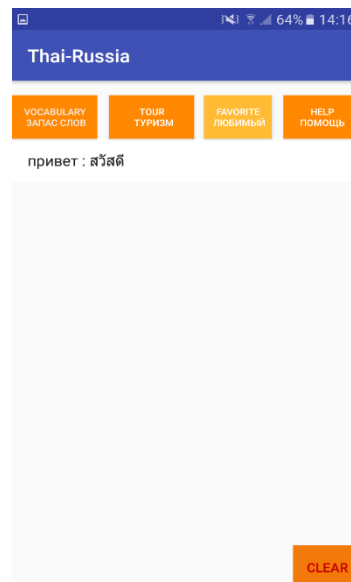 64% 14:16
Thai-Russia
VOCABULARY
ЗАПАС СЛОВ
TOUR
ТУРИЗМ
FAVORITE
ЛЮБИМЫЙ
HELP
ПОМОЩЬ
привет : สวัสดี
CLEAR